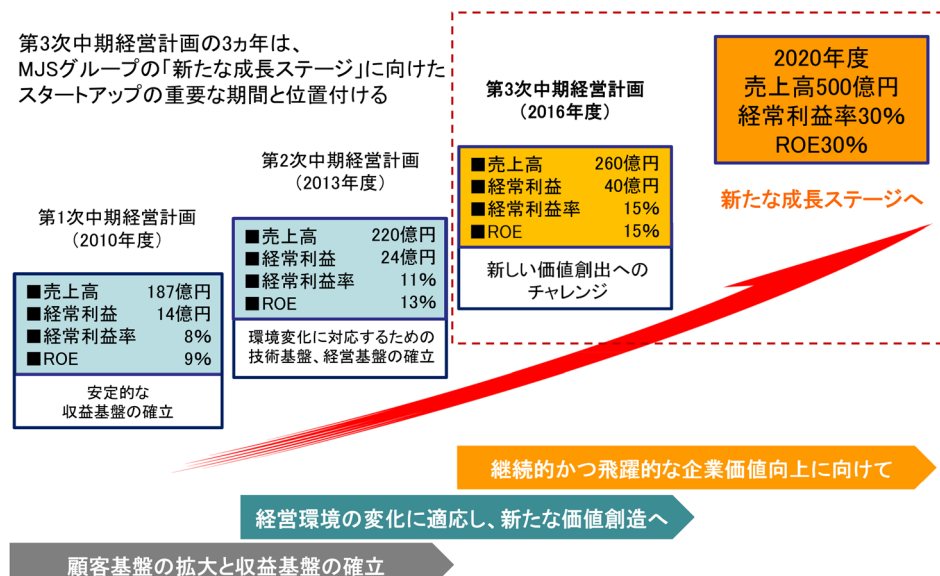 第3次中期経営計画の3ヵ年は、
MJSグループの「新たな成長ステージ」に向けた
スタートアップの重要な期間と位置付ける
第1次中期経営計画
(2010年度)
■売上高 187億円
■経常利益 14億円
■経常利益率 8%
■ROE 9%
安定的な
収益基盤の確立
第2次中期経営計画
(2013年度)
■売上高 220億円
■経常利益 24億円
■経常利益率 11%
■ROE 13%
環境変化に対応するための
技術基盤、経営基盤の確立
第3次中期経営計画
(2016年度)
■売上高 260億円
■経常利益 40億円
■経常利益率 15%
■ROE 15%
新しい価値創出への
チャレンジ
2020年度
売上高500億円
経常利益率30%
ROE30%
新たな成長ステージへ
継続的かつ飛躍的な企業価値向上に向けて
経営環境の変化に適応し、新たな価値創造へ
顧客基盤の拡大と収益基盤の確立